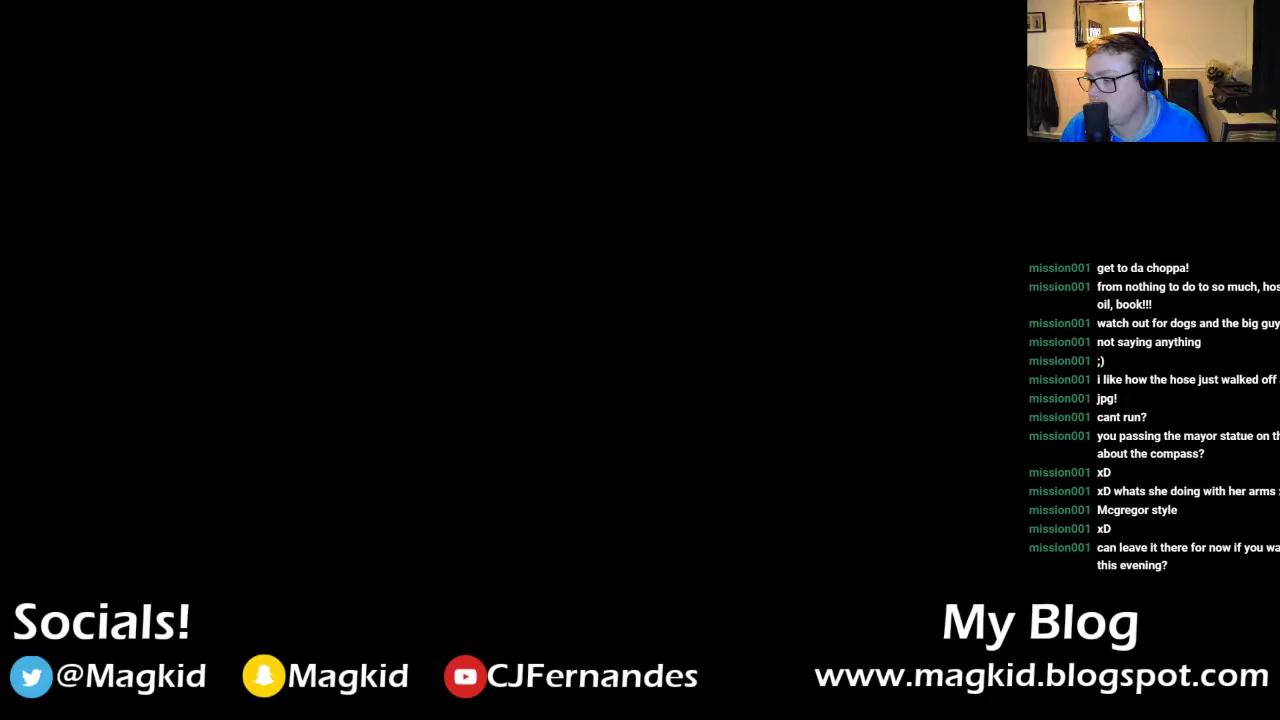 mission001 get to da choppa!
mission001 from nothing to do to so much,
oil, book!!!
mission001 watch out for dogs and the big guy
mission001 not saying anything
mission001 ;)
mission001 i like how the hose just walked off
mission001 jpg!
mission001 cant run?
mission001 you passing the mayor statue on
about the compass?
mission001 xD
mission001 xD whats she doing with her arms
mission001 Mcgregor style
mission001 xD
mission001 can leave it there for now if you
this evening?
Socials!
My Blog
@Magkid
Magkid
CJFernandes
www.magkid.blogspot.com